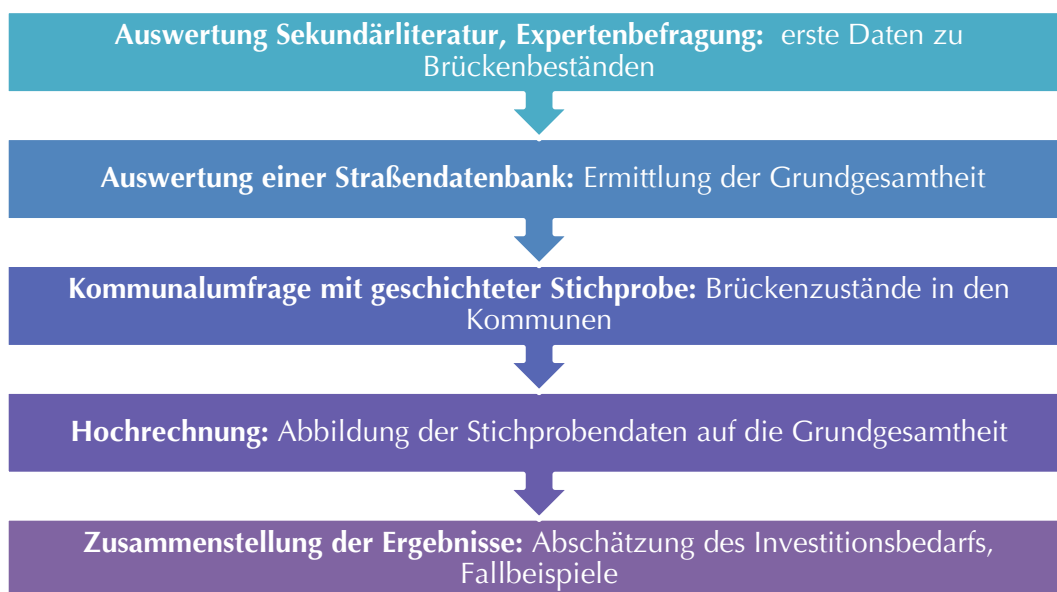 Auswertung Sekundärliteratur, Expertenbefragung: erste Daten zu
Brückenbeständen
Auswertung einer Straßendatenbank: Ermittlung der Grundgesamtheit
Kommunalumfrage mit geschichteter Stichprobe: Brückenzustände in den
Kommunen
Hochrechnung: Abbildung der Stichprobendaten auf die Grundgesamtheit
Zusammenstellung der Ergebnisse: Abschätzung des Investitionsbedarfs,
Fallbeispiele